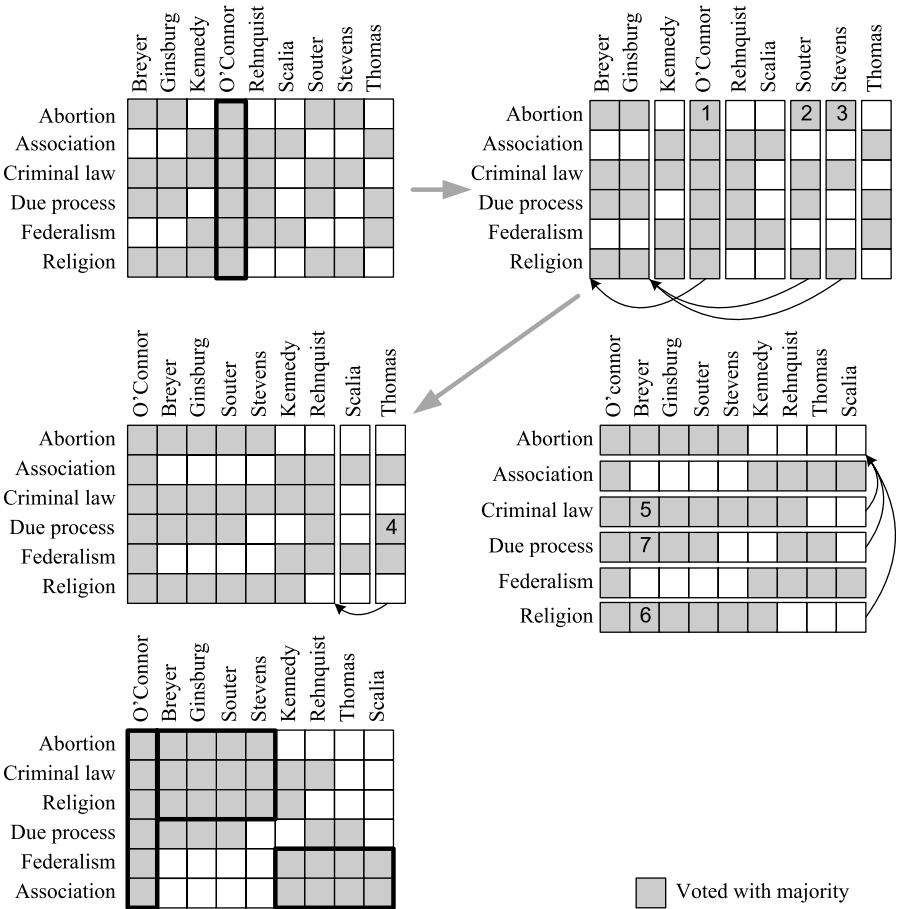 Breyer Ginsburg Kennedy O'Connor Rehnquist Scalia Souter Stevens Thomas
Abortion
Association
Criminal law
Due process
Federalism
Religion
Breyer Ginsburg Kennedy O'Connor Rehnquist Scalia Souter Stevens Thomas
Abortion 1 2 3
Association
Criminal law
Due process
Federalism
Religion
O'Connor Breyer Ginsburg Souter Stevens Kennedy Rehnquist Scalia Thomas
Abortion
Association
Criminal law
Due process 4
Federalism
Religion
O'connor Breyer Ginsburg Souter Stevens Kennedy Rehnquist Thomas Scalia
Abortion
Association
Criminal law 5
Due process 7
Federalism
Religion 6
O'Connor Breyer Ginsburg Souter Stevens Kennedy Rehnquist Thomas Scalia
Abortion
Criminal law
Religion
Due process
Federalism
Association
Voted with majority